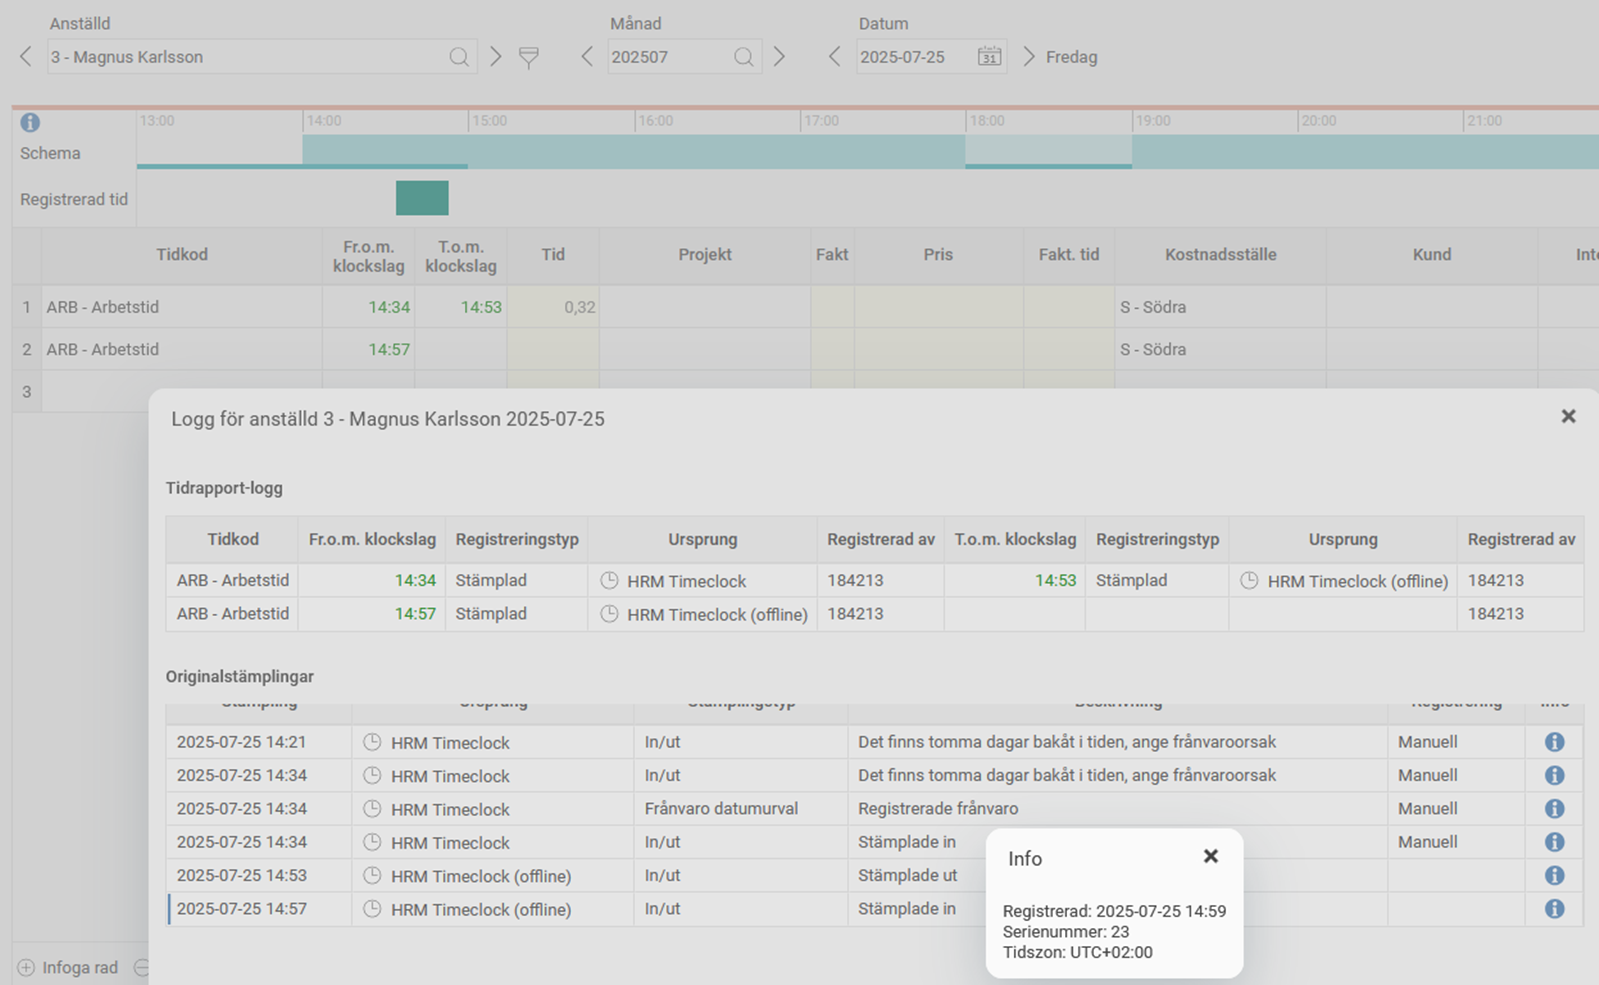 Anställd Månad Datum
3 - Magnus Karlsson 202507 2025-07-25 31 Fredag
13:00 14:00 15:00 16:00 17:00 18:00 19:00 20:00 21:00
Schema
Registrerad tid
Tidkod Fr.o.m. klockslag T.o.m. klockslag Tid Projekt Fakt Pris Fakt. tid Kostnadsställe Kund Inte
1 ARB - Arbetstid 14:34 14:53 0,32 S - Södra
2 ARB - Arbetstid 14:57 S - Södra
3
Logg för anställd 3 - Magnus Karlsson 2025-07-25
Tidrapport-logg
Tidkod Fr.o.m. klockslag Registreringstyp Ursprung Registrerad av T.o.m. klockslag Registreringstyp Ursprung Registrerad av
ARB - Arbetstid 14:34 Stämplad HRM Timeclock 184213 14:53 Stämplad HRM Timeclock (offline) 184213
ARB - Arbetstid 14:57 Stämplad HRM Timeclock (offline) 184213 184213
Originalstämplingar
Stämpling Ursprung Stämplingstyp Beskrivning Registrering Info
2025-07-25 14:21 HRM Timeclock In/ut Det finns tomma dagar bakåt i tiden, ange frånvaroorsak Manuell
2025-07-25 14:34 HRM Timeclock In/ut Det finns tomma dagar bakåt i tiden, ange frånvaroorsak Manuell
2025-07-25 14:34 HRM Timeclock Frånvaro datumurval Registrerade frånvaro Manuell
2025-07-25 14:34 HRM Timeclock In/ut Stämplade in Manuell
2025-07-25 14:53 HRM Timeclock (offline) In/ut Stämplade ut
2025-07-25 14:57 HRM Timeclock (offline) In/ut Stämplade in
Info
Registrerad: 2025-07-25 14:59
Serienummer: 23
Tidszon: UTC+02:00
Infoga rad